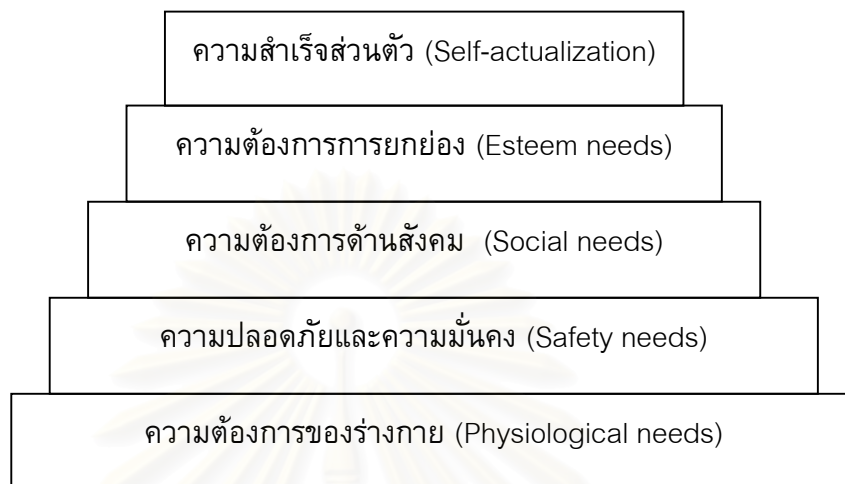 ความสำเร็จส่วนตัว (Self-actualization)
ความต้องการการยกย่อง (Esteem needs)
ความต้องการด้านสังคม (Social needs)
ความปลอดภัยและความมั่นคง (Safety needs)
ความต้องการของร่างกาย (Physiological needs)